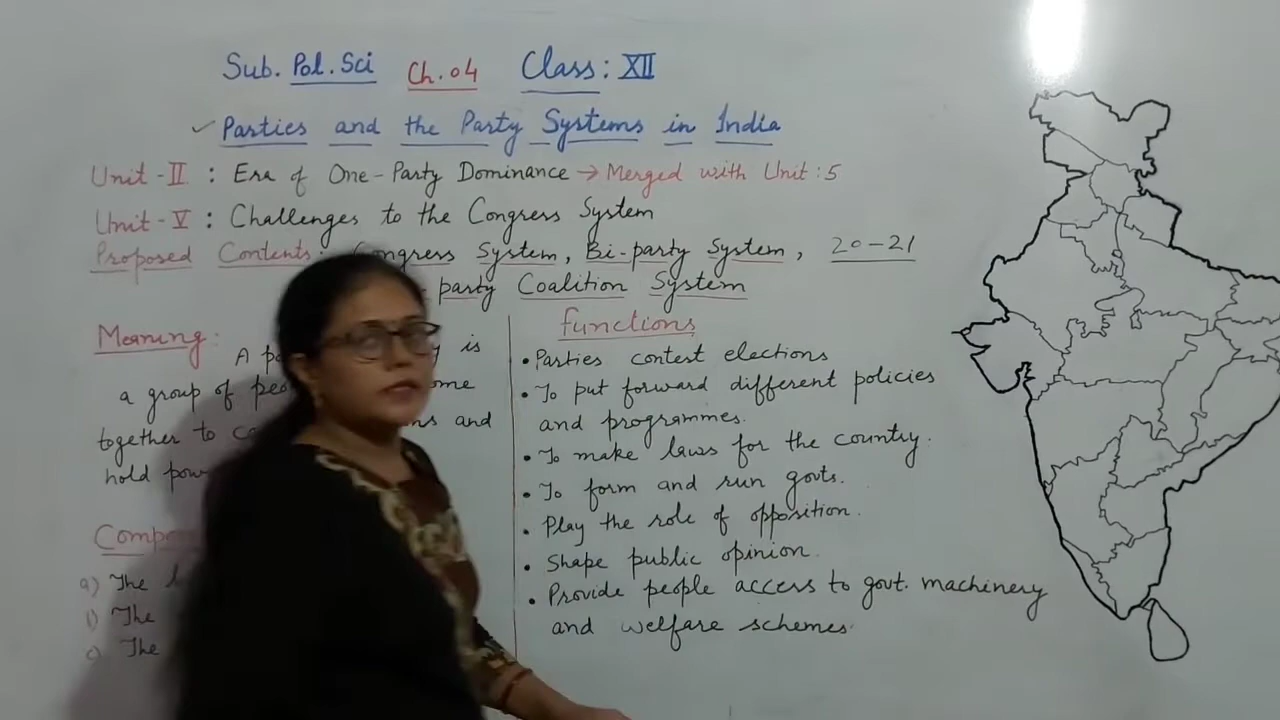 Sub. Pol. Sci Ch. 04 Class: XII
Parties and the Party Systems in India
Unit - II : Era of One-Party Dominance → Merged with Unit : 5
Unit - V : Challenges to the Congress System
Proposed Contents: Congress System, Bi-party System, 20-21
party Coalition System
Meaning:
A is
a group of
together to and
hold
a) The
The
c) The
Functions
• Parties contest elections
• To put forward different policies
and programmes.
• To make laws for the country.
• To form and run govts.
• Play the role of opposition.
• Shape public opinion.
• Provide people access to govt. machinery
and welfare schemes.